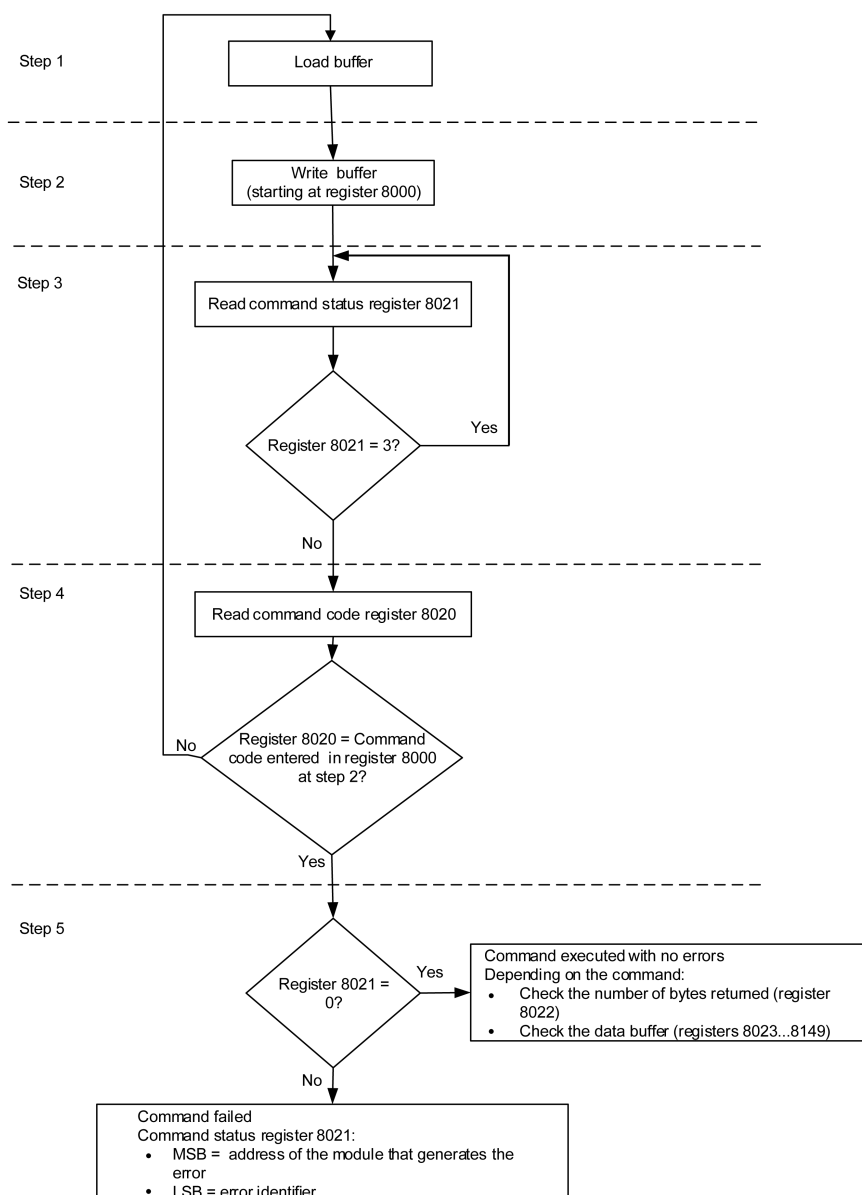 Step 1
Load buffer
Step 2
Write buffer
(starting at register 8000)
Step 3
Read command status register 8021
Register 8021 = 3?
Yes
No
Step 4
Read command code register 8020
Register 8020 = Command
code entered in register 8000
at step 2?
No
Yes
Step 5
Register 8021 =
0?
Yes
Command executed with no errors
Depending on the command:
• Check the number of bytes returned (register
8022)
• Check the data buffer (registers 8023...8149)
No
Command failed
Command status register 8021:
• MSB = address of the module that generates the
error
• LSB = error identifier